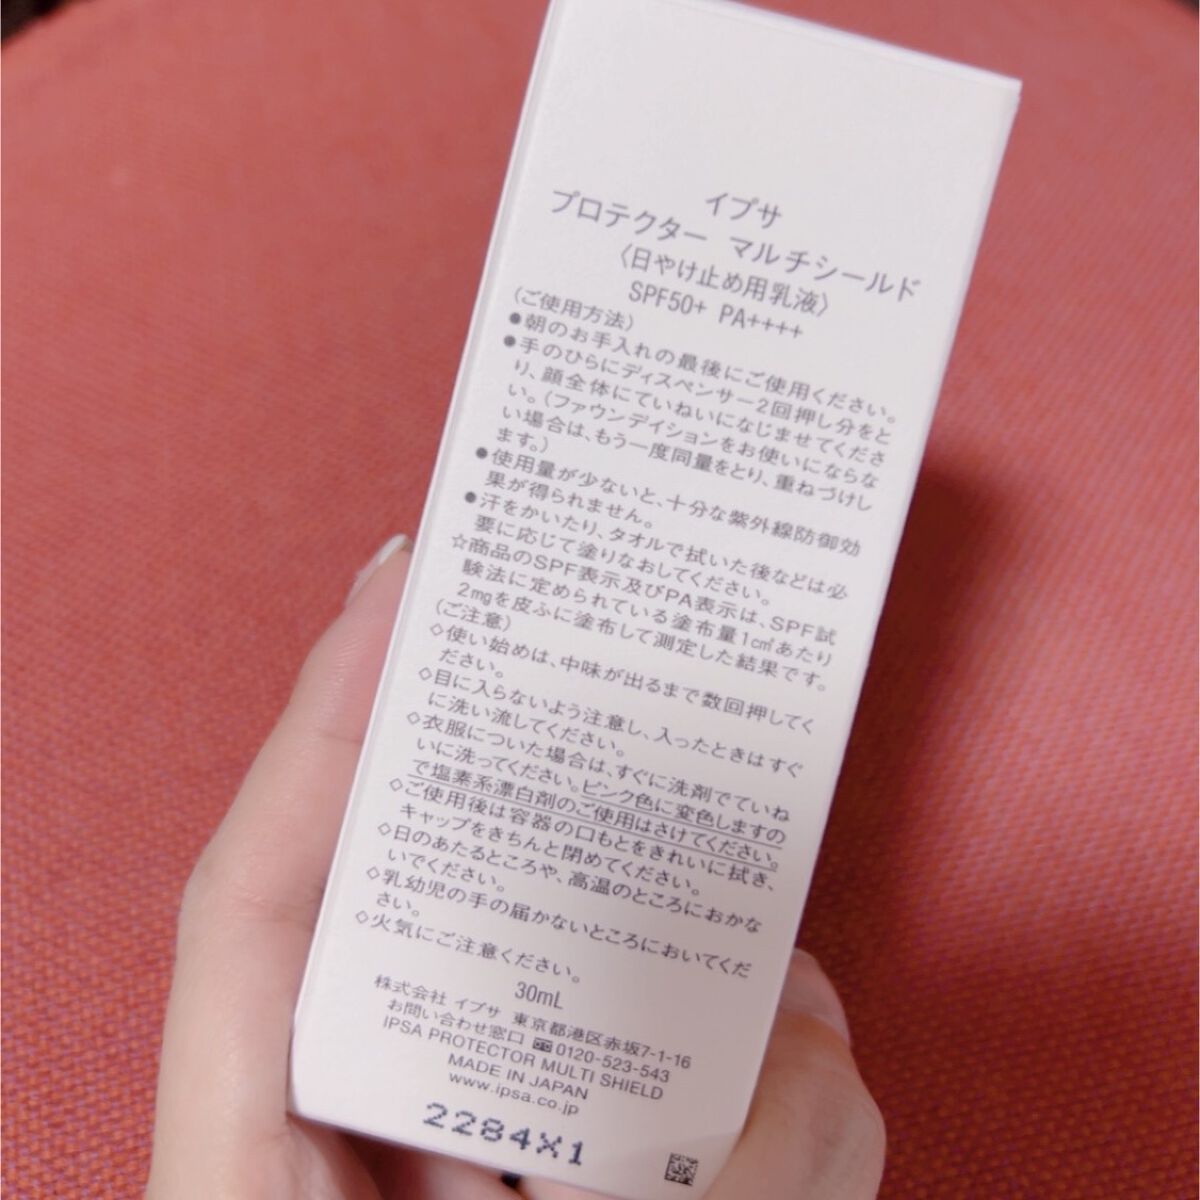 イプサ
プロテクター マルチシールド
〈日やけ止め用乳液〉
SPF50+ PA++++
(ご使用方法)
●朝のお手入れの最後にご使用ください。
●手のひらにディスペンサー2回押し分をと
り、顔全体にていねいになじませてくださ
い。(ファウンデイションをお使いにならな
い場合は、もう一度同量をとり、重ねづけし
ます。)
●使用量が少ないと、十分な紫外線防御効
果が得られません。
●汗をかいたり、タオルで拭いた後などは必
要に応じて塗りなおしてください。
☆商品のSPF表示及びPA表示は、SPF試
験法に定められている塗布量1c㎡あたり
2㎎を皮ふに塗布して測定した結果です。
(ご注意)
◇使い始めは、中味が出るまで数回押してく
ださい。
◇目に入らないよう注意し、入ったときはすぐ
に洗い流してください。
◇衣服についた場合は、すぐに洗剤でていね
いに洗ってください。ピンク色に変色しますの
で塩素系漂白剤のご使用はさけてください。
◇ご使用後は容器の口もとをきれいに拭き、
キャップをきちんと閉めてください。
◇日のあたるところや、高温のところにおかな
いでください。
◇乳幼児の手の届かないところにおいてくだ
さい。
◇火気にご注意ください。
30mL
株式会社 イプサ 東京都港区赤坂7-1-16
お問い合わせ窓口 0120-523-543
IPSA PROTECTOR MULTI SHIELD
MADE IN JAPAN
www.ipsa.co.jp
2284X1